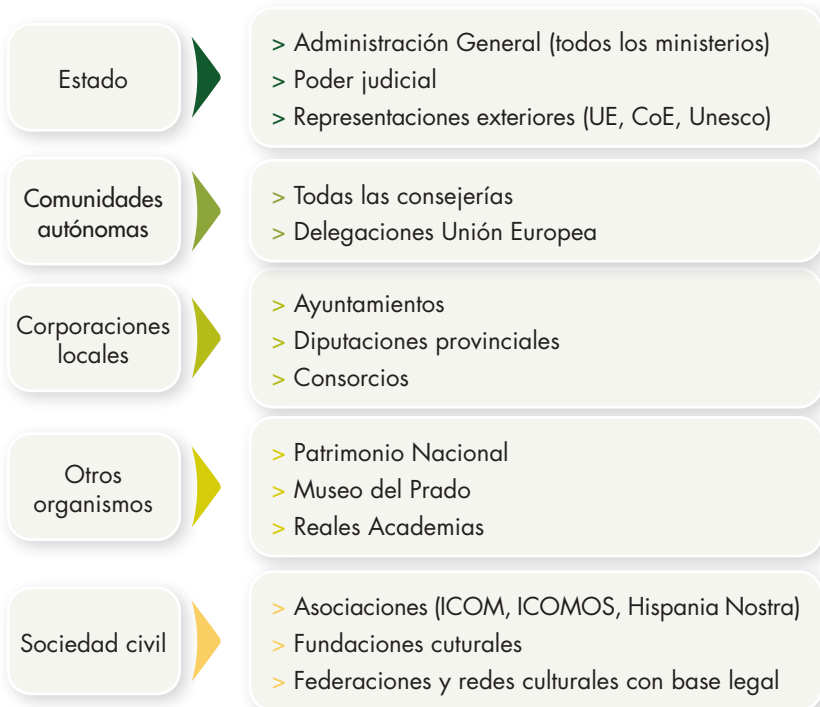 Estado
> Administración General (todos los ministerios)
> Poder judicial
> Representaciones exteriores (UE, CoE, Unesco)
Comunidades
autónomas
> Todas las consejerías
> Delegaciones Unión Europea
Corporaciones
locales
> Ayuntamientos
> Diputaciones provinciales
> Consorcios
Otros
organismos
> Patrimonio Nacional
> Museo del Prado
> Reales Academias
Sociedad civil
> Asociaciones (ICOM, ICOMOS, Hispania Nostra)
> Fundaciones cuturales
> Federaciones y redes culturales con base legal